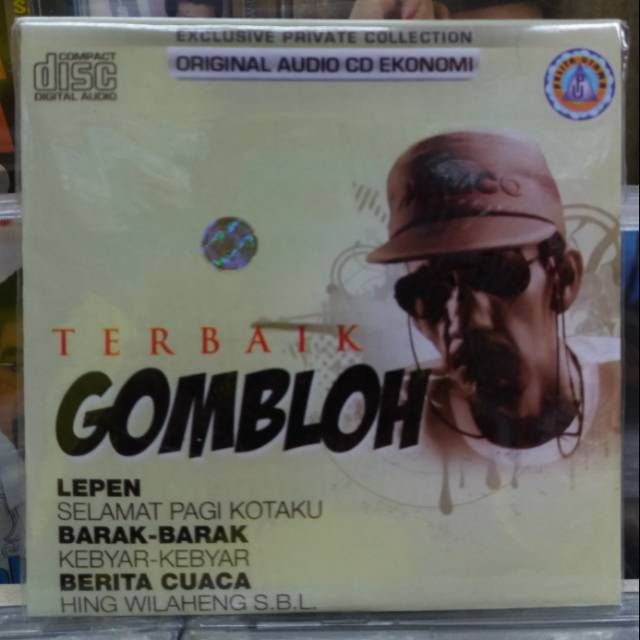 EXCLUSIVE PRIVATE COLLECTION
COMPACT
disc
DIGITAL AUDIO
ORIGINAL AUDIO CD EKONOMI
TERBAIK
GOMBLOH
LEPEN
SELAMAT PAGI KOTAKU
BARAK-BARAK
KEBYAR-KEBYAR
BERITA CUACA
HING WILAHENG S.B.L.